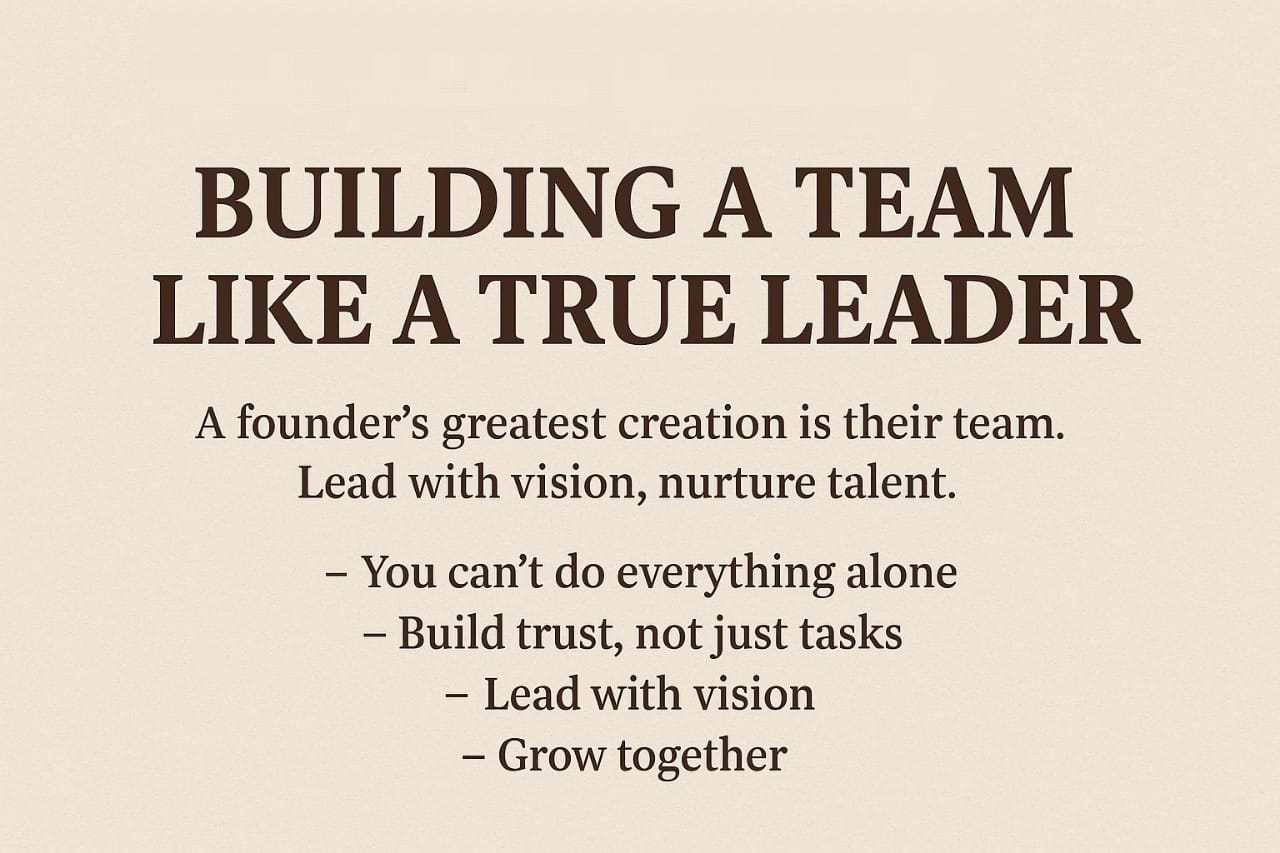 BUILDING A TEAM
LIKE A TRUE LEADER
A founder’s greatest creation is their team.
Lead with vision, nurture talent.
– You can’t do everything alone
– Build trust, not just tasks
– Lead with vision
– Grow together